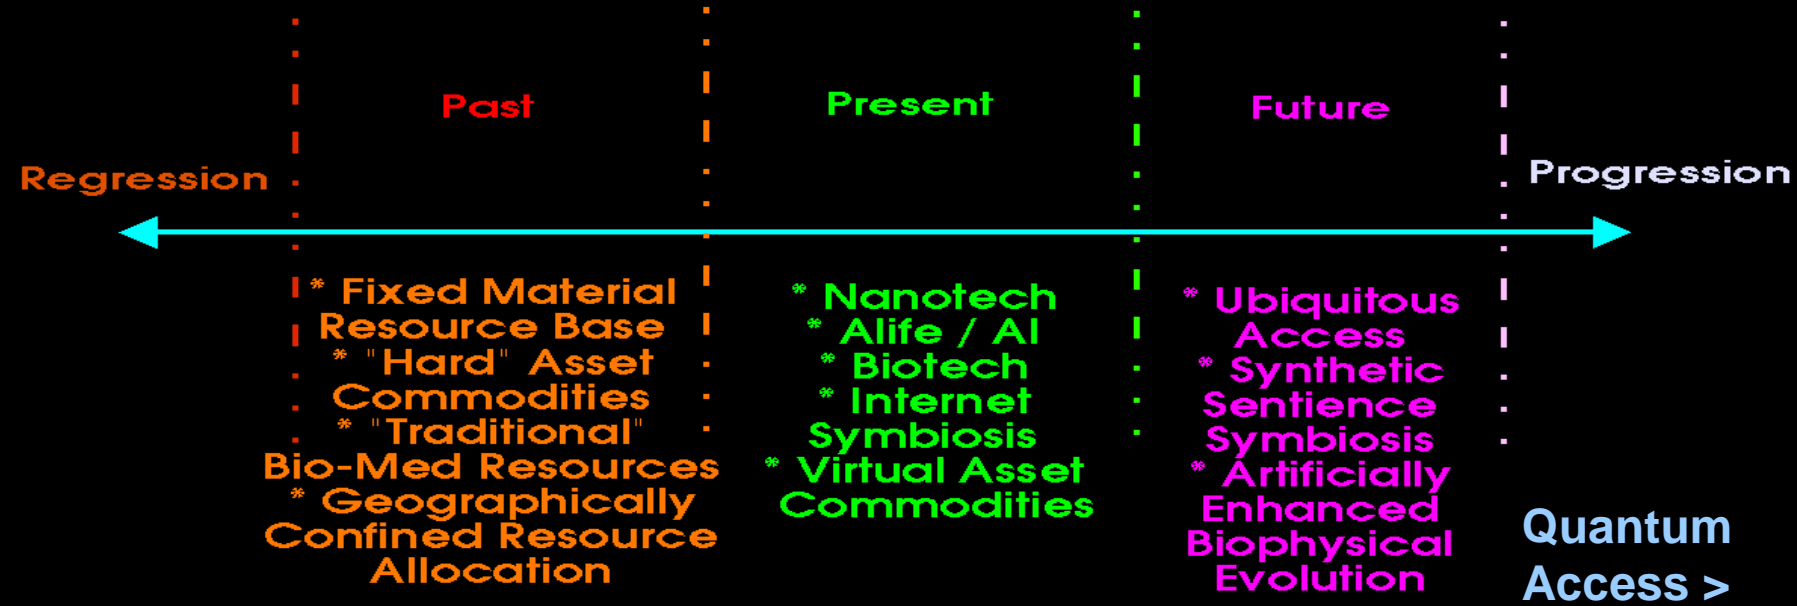 Past
Present
Future
Regression
Progression
* Fixed Material
Resource Base
* "Hard" Asset
Commodities
* "Traditional"
Bio-Med Resources
* Geographically
Confined Resource
Allocation
* Nanotech
* Alife / AI
* Biotech
* Internet
Symbiosis
* Virtual Asset
Commodities
* Ubiquitous
Access
* Synthetic
Sentience
Symbiosis
* Artificially
Enhanced
Biophysical
Evolution
Quantum
Access >